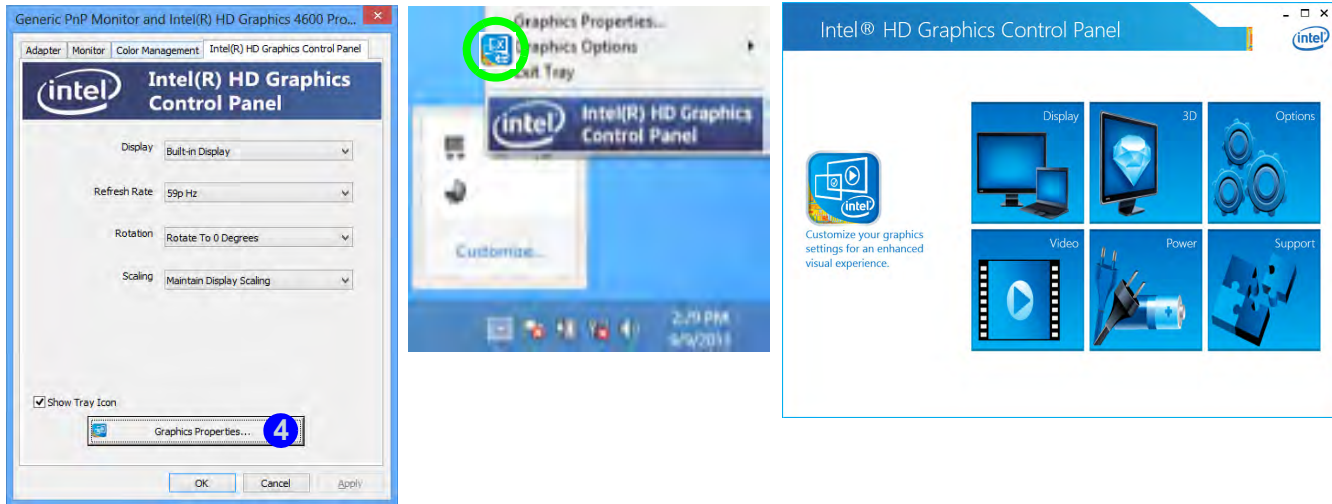 Generic PnP Monitor and Intel(R) HD Graphics 4600 Pro...
Adapter
Monitor
Color Management
Intel(R) HD Graphics Control Panel
intel
Intel(R) HD Graphics
Control Panel
Display
Built-in Display
Refresh Rate
59p Hz
Rotation
Rotate To 0 Degrees
Scaling
Maintain Display Scaling
Show Tray Icon
Graphics Properties...
4
OK
Cancel
Apply
Graphics Properties...
Graphics Options
Exit Tray
intel
Intel(R) HD Graphics
Control Panel
Customize...
2:29 PM
Intel® HD Graphics Control Panel
intel
intel
Customize your graphics
settings for an enhanced
visual experience.
Display
3D
Options
Video
Power
Support